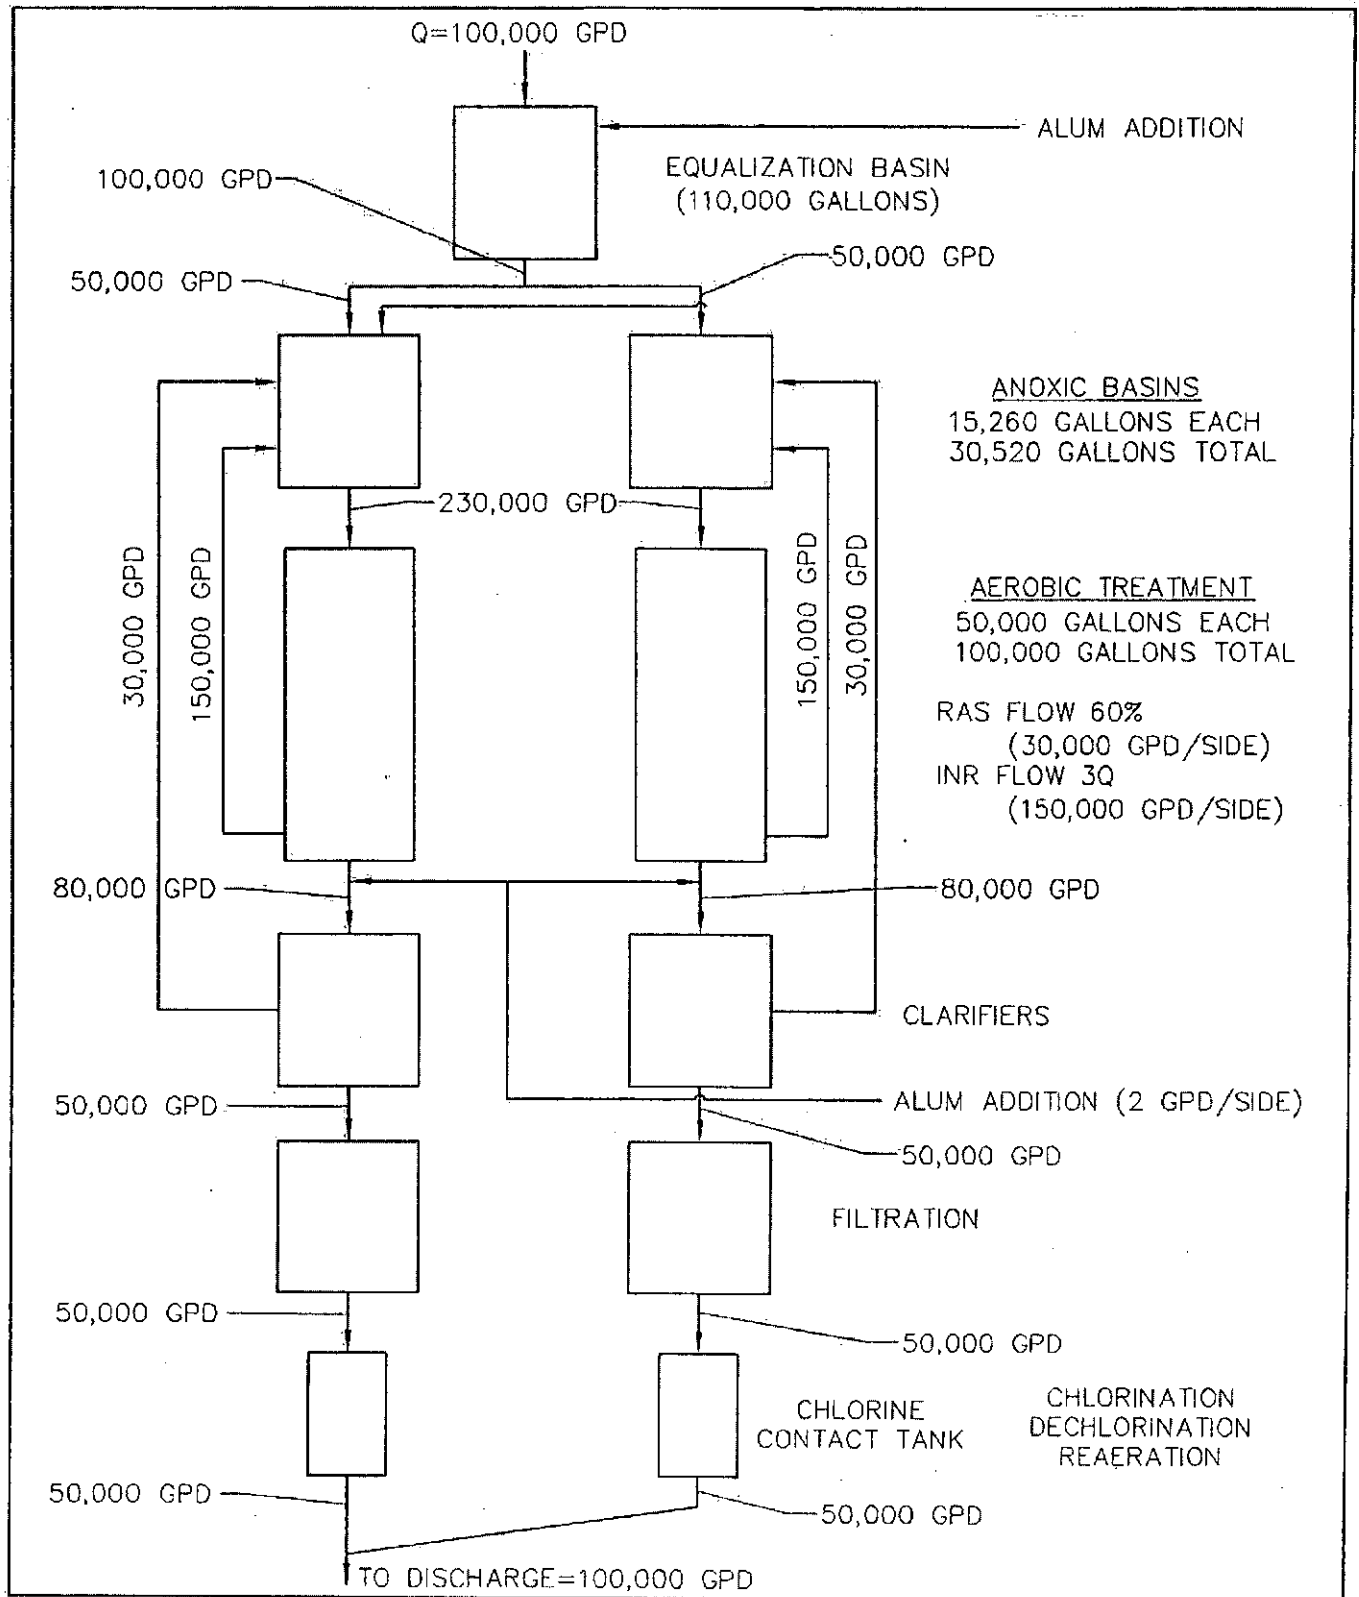 Q=100,000 GPD
ALUM ADDITION
EQUALIZATION BASIN
(110,000 GALLONS)
100,000 GPD
50,000 GPD
50,000 GPD
ANOXIC BASINS
15,260 GALLONS EACH
30,520 GALLONS TOTAL
230,000 GPD
30,000 GPD
150,000 GPD
150,000 GPD
30,000 GPD
AEROBIC TREATMENT
50,000 GALLONS EACH
100,000 GALLONS TOTAL
RAS FLOW 60%
(30,000 GPD/SIDE)
INR FLOW 3Q
(150,000 GPD/SIDE)
80,000 GPD
80,000 GPD
CLARIFIERS
50,000 GPD
ALUM ADDITION (2 GPD/SIDE)
50,000 GPD
FILTRATION
50,000 GPD
50,000 GPD
CHLORINE
CONTACT TANK
CHLORINATION
DECHLORINATION
REAERATION
50,000 GPD
50,000 GPD
TO DISCHARGE=100,000 GPD